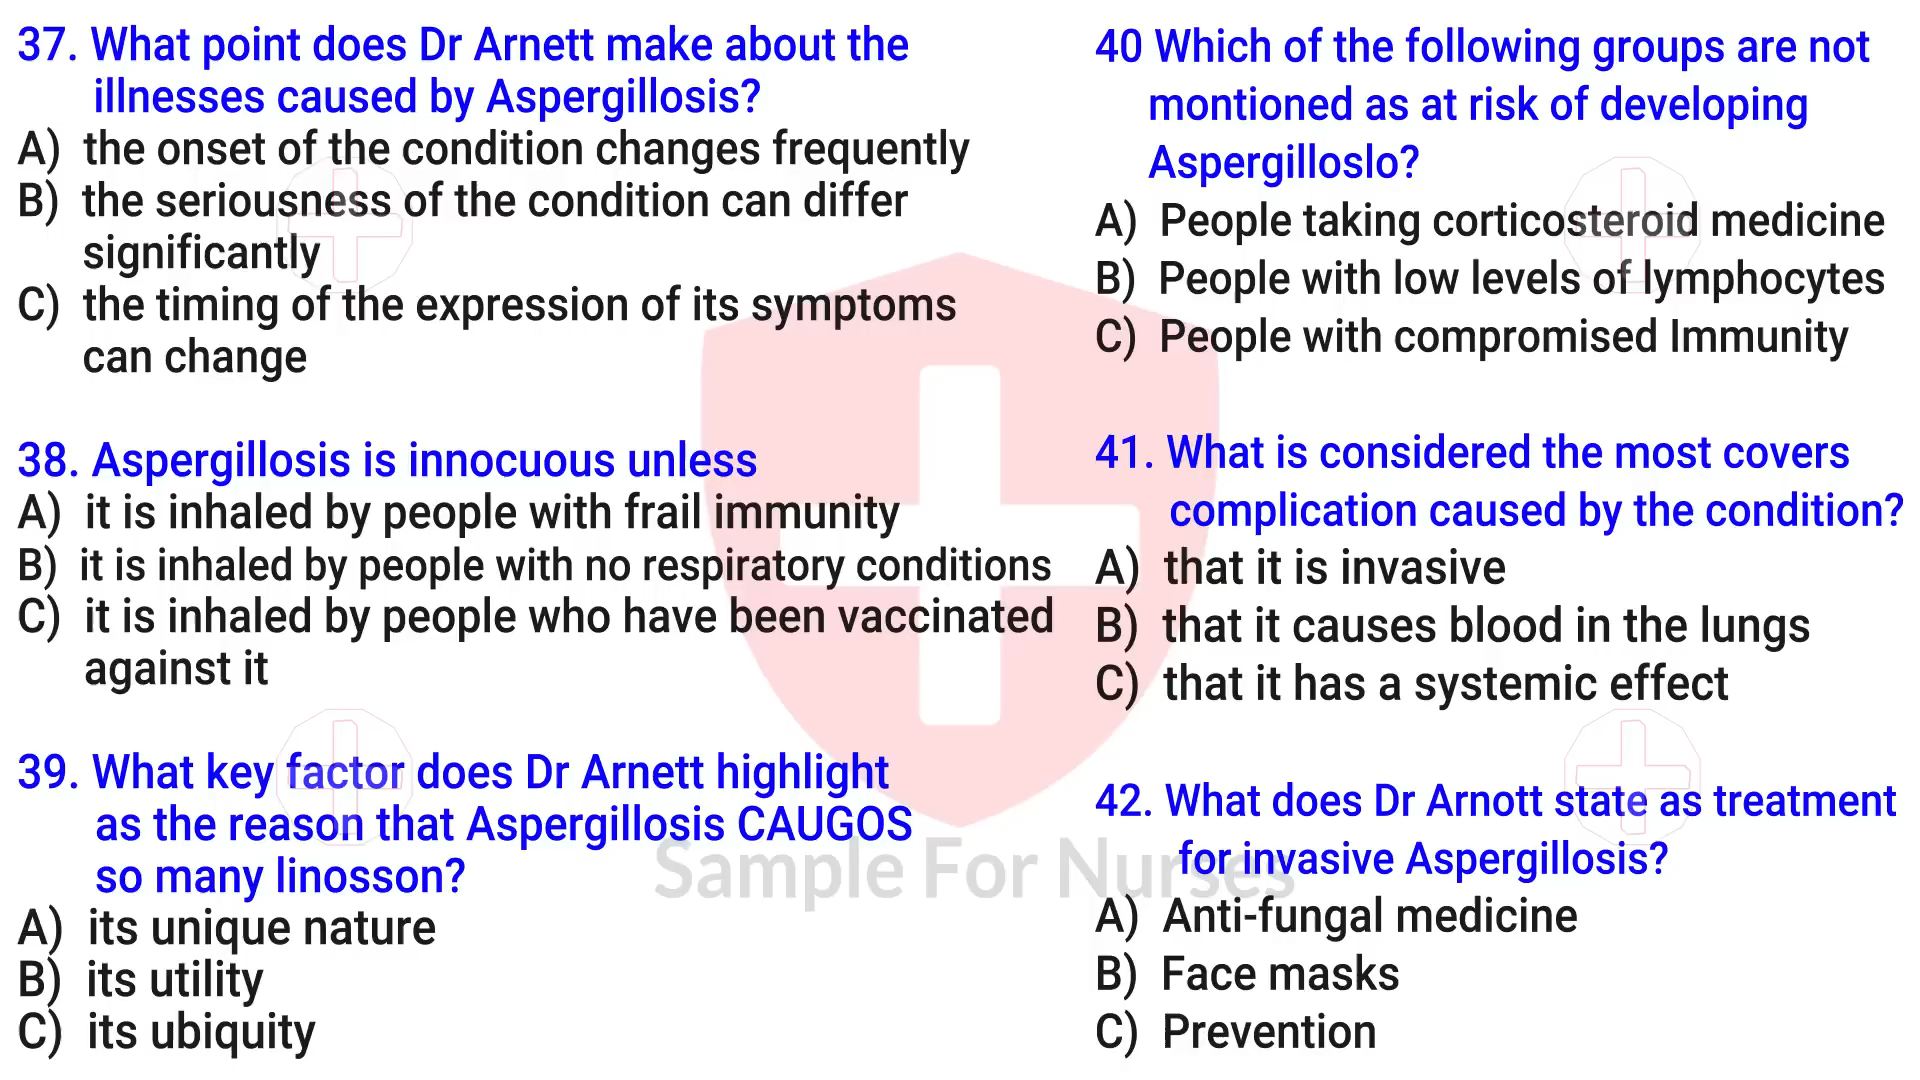 37. What point does Dr Arnett make about the
illnesses caused by Aspergillosis?
A) the onset of the condition changes frequently
B) the seriousness of the condition can differ
significantly
C) the timing of the expression of its symptoms
can change
38. Aspergillosis is innocuous unless
A) it is inhaled by people with frail immunity
B) it is inhaled by people with no respiratory conditions
C) it is inhaled by people who have been vaccinated
against it
39. What key factor does Dr Arnett highlight
as the reason that Aspergillosis CAUGOS
so many linosson?
A) its unique nature
B) its utility
C) its ubiquity
40 Which of the following groups are not
montioned as at risk of developing
Aspergilloslo?
A) People taking corticosteroid medicine
B) People with low levels of lymphocytes
C) People with compromised Immunity
41. What is considered the most covers
complication caused by the condition?
A) that it is invasive
B) that it causes blood in the lungs
C) that it has a systemic effect
42. What does Dr Arnott state as treatment
for invasive Aspergillosis?
A) Anti-fungal medicine
B) Face masks
C) Prevention
Sample For Nurses